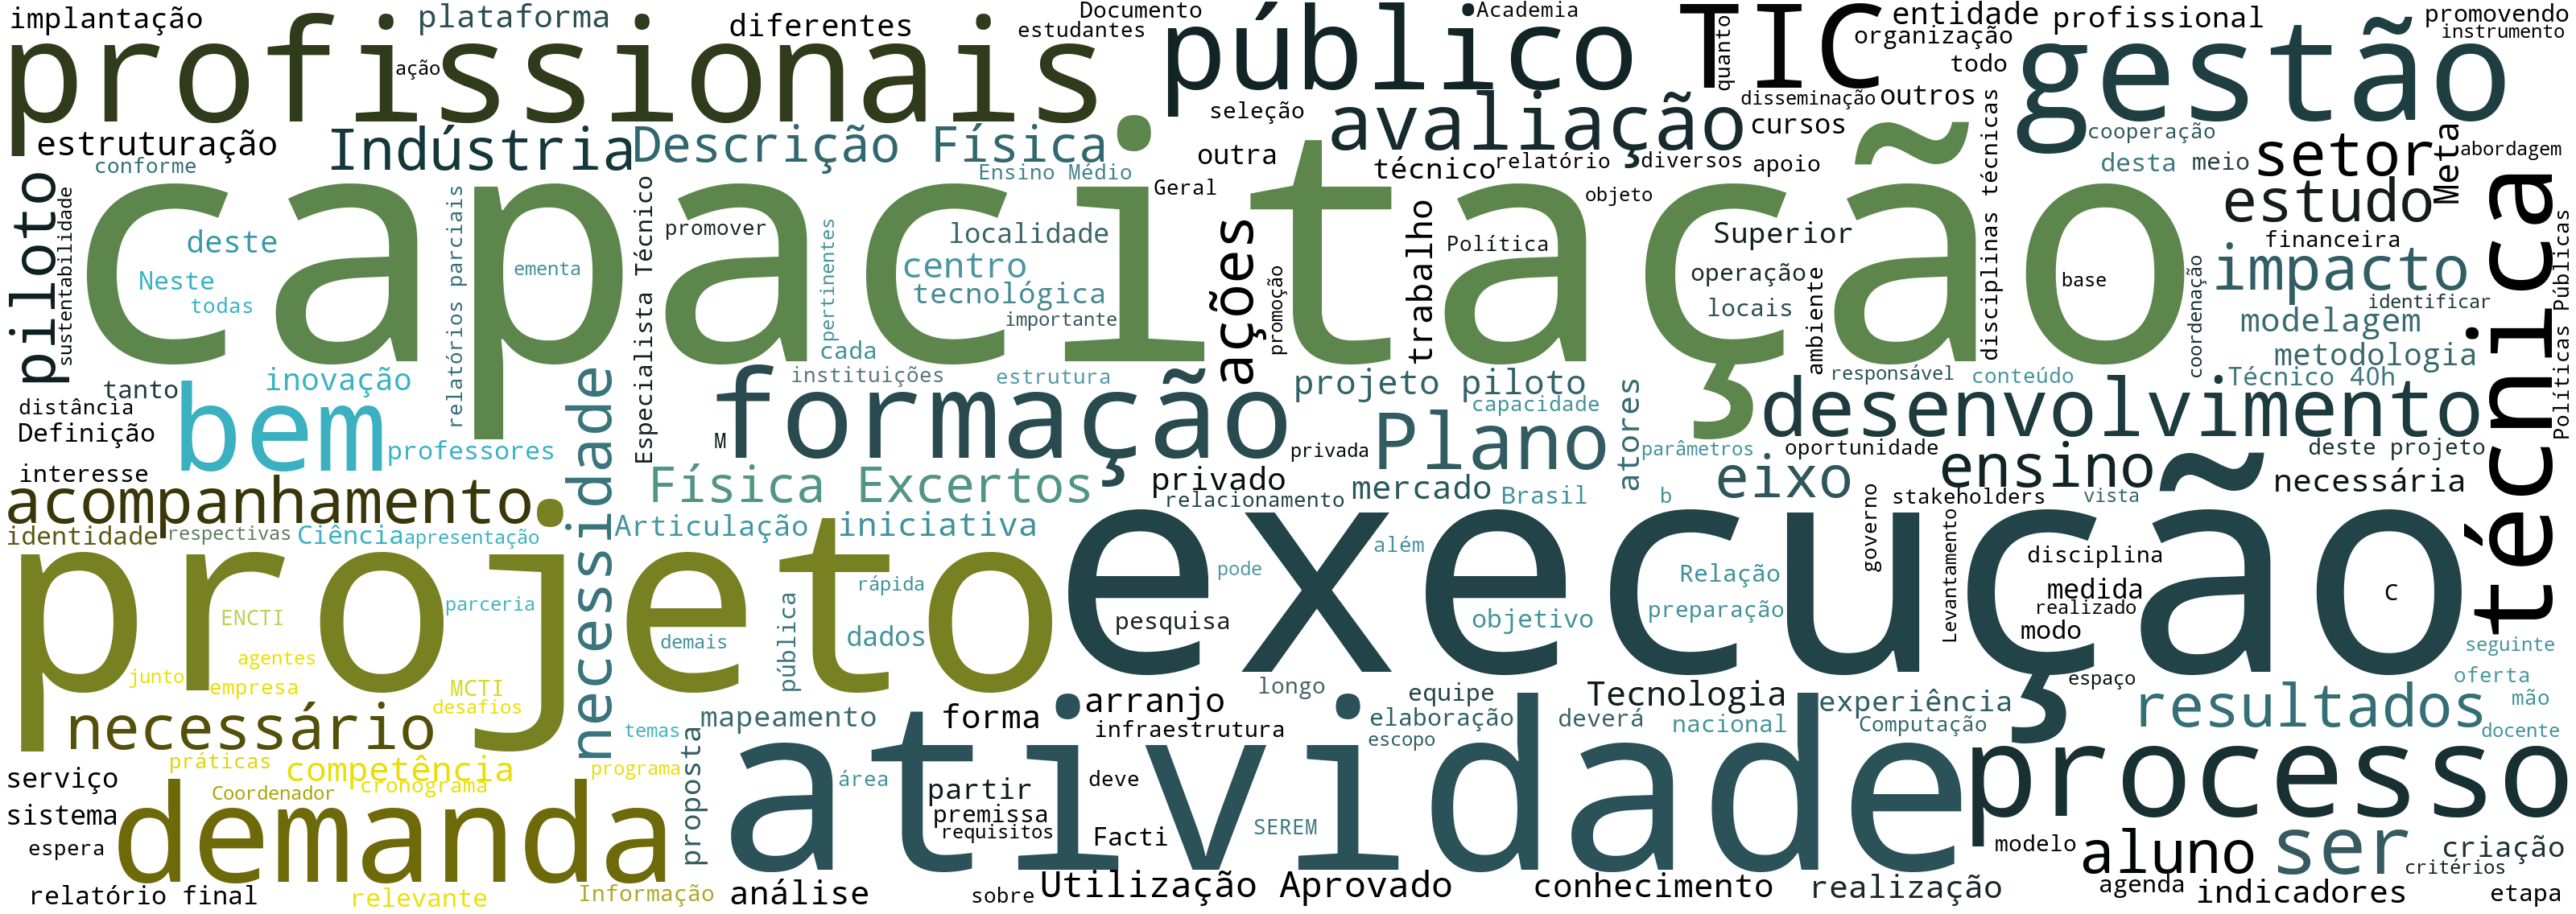 implantação
plataforma
diferentes
Documento
estudantes
Academia
entidade
organização
profissional
promovendo
instrumento
profissionais
ação
público
TIC
quanto
todo
gestão
estruturação
conforme
Indústria
Descrição Física
Ensino Médio
seleção
outra
Geral
avaliação
técnico
relatório
diversos
objeto
disseminação
outros
cursos
apoio
disciplinas técnicas
cooperação
desta
meio
setor
Meta
abordagem
estudo
piloto
sustentabilidade
capacitação
deste
Neste
todas
relatórios parciais
ementa
Especialista Técnico
promover
pertinentes
localidade
centro
tecnológica
importante
cada
ações
promoção
trabalho
Política
Superior
operação
locais
ambiente
base
coordenação
financeira
impacto
identificar
modelagem
metodologia
Técnico 40h
técnica
Políticas Públicas
tanto
inovação
distância
Definição
interesse
bem
professores
necessidade
instituições
estrutura
formação
M
projeto piloto
capacidade
Plano
privada
privado
relacionamento
mercado
Brasil
atores
parâmetros
b
responsável
conteúdo
desenvolvimento
oportunidade
deste projeto
eixo
ensino
necessária
stakeholders
vista
acompanhamento
identidade
respectivas
Ciência
apresentação
Física Excertos
Articulação
iniciativa
projeto
ENCTI
parceria
agentes
junto
empresa
MCTI
desafios
rápida
demais
pública
dados
execução
além
pode
pesquisa
objetivo
Relação
preparação
governo
Levantamento
disciplina
medida
realizado
modo
C
espaço
seguinte
oferta
mão
docente
necessário
práticas
competência
Coordenador
cronograma
temas
programa
proposta
mapeamento
forma
arranjo
infraestrutura
longo
equipe
elaboração
escopo
deverá
Tecnologia
nacional
experiência
Computação
resultados
serviço
sistema
espera
demanda
relatório final
relevante
Informação
atividade
área
partir
premissa
requisitos
deve
Facti
SEREM
análise
sobre
Utilização Aprovado
conhecimento
realização
processo
modelo
aluno
ser
criação
critérios
agenda
indicadores
etapa